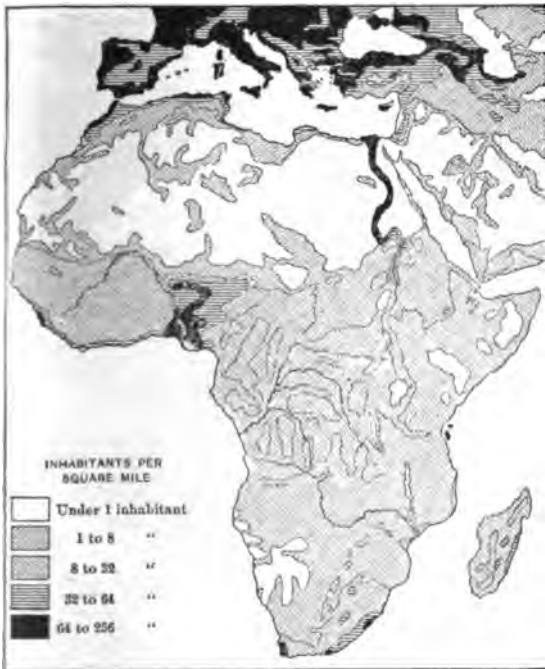 INHABITANTS PER
SQUARE MILE
Under 1 inhabitant
1 to 8 “
8 to 32 “
32 to 64 “
64 to 256 “